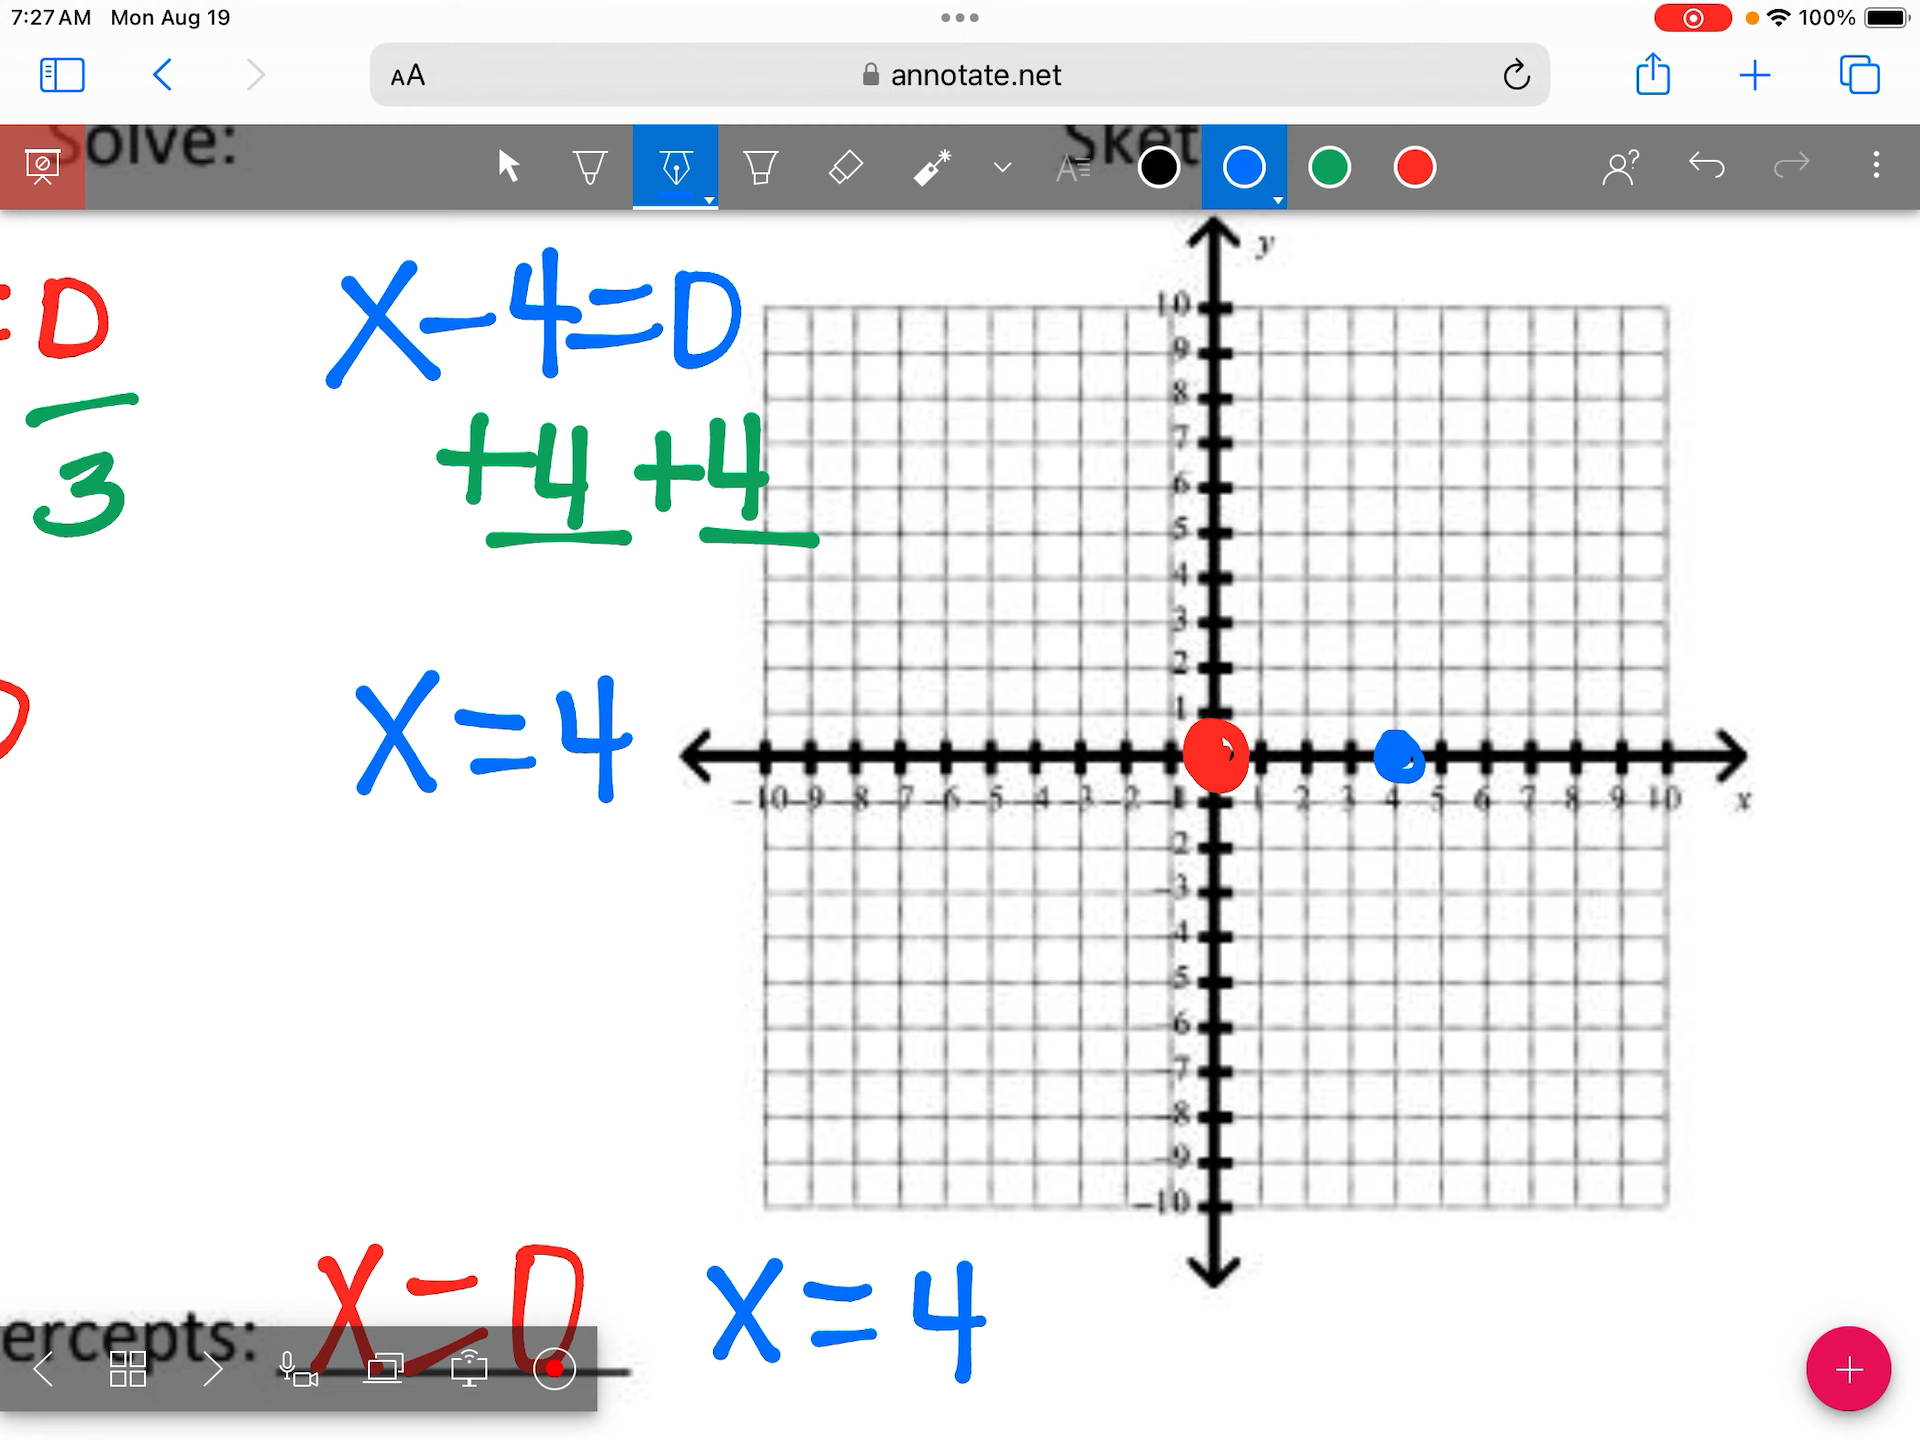 7:27 AM Mon Aug 19 100%
AA annotate.net
Solve: Sket
= 0 X-4=0
3 +4 +4
X=4
y
10
9
8
7
6
5
4
3
2
1
-10 -9 -8 -7 -6 -5 -4 -3 -2 -1 1 2 3 4 5 6 7 8 9 10 x
2
-3
4
5
6
-7
-8
-9
-10
ercepts: X=0 X=4